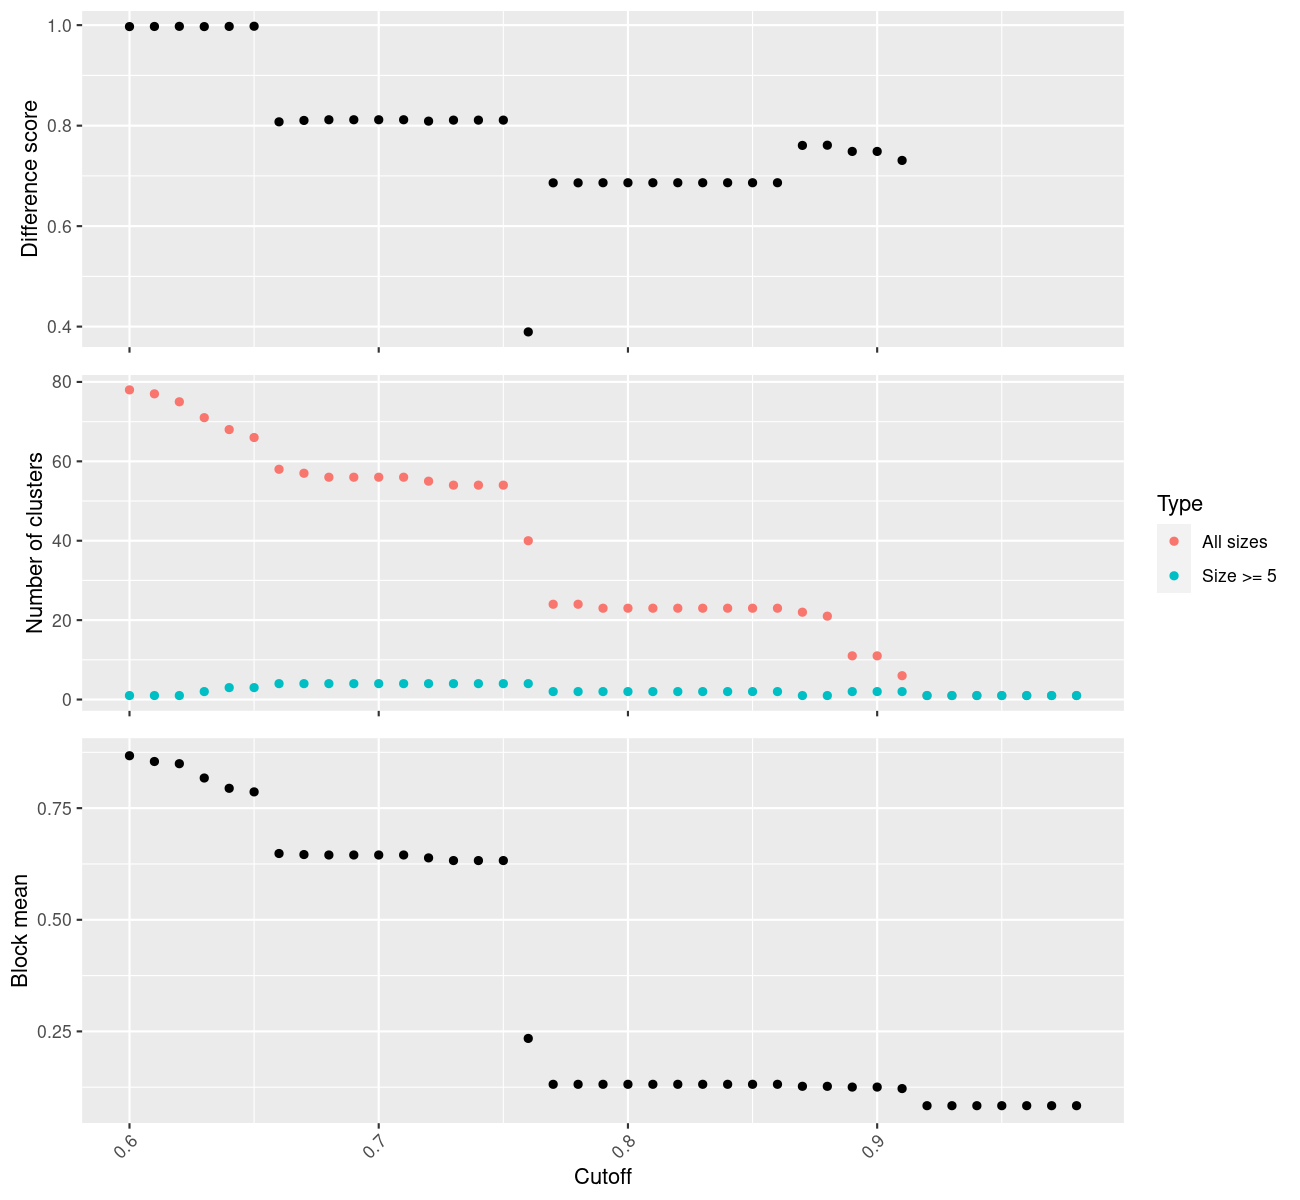 Difference score
1.0
0.8
0.6
0.4
Number of clusters
80
60
40
20
0
Type
All sizes
Size >= 5
Block mean
0.75
0.50
0.25
0.6 0.7 0.8 0.9
Cutoff